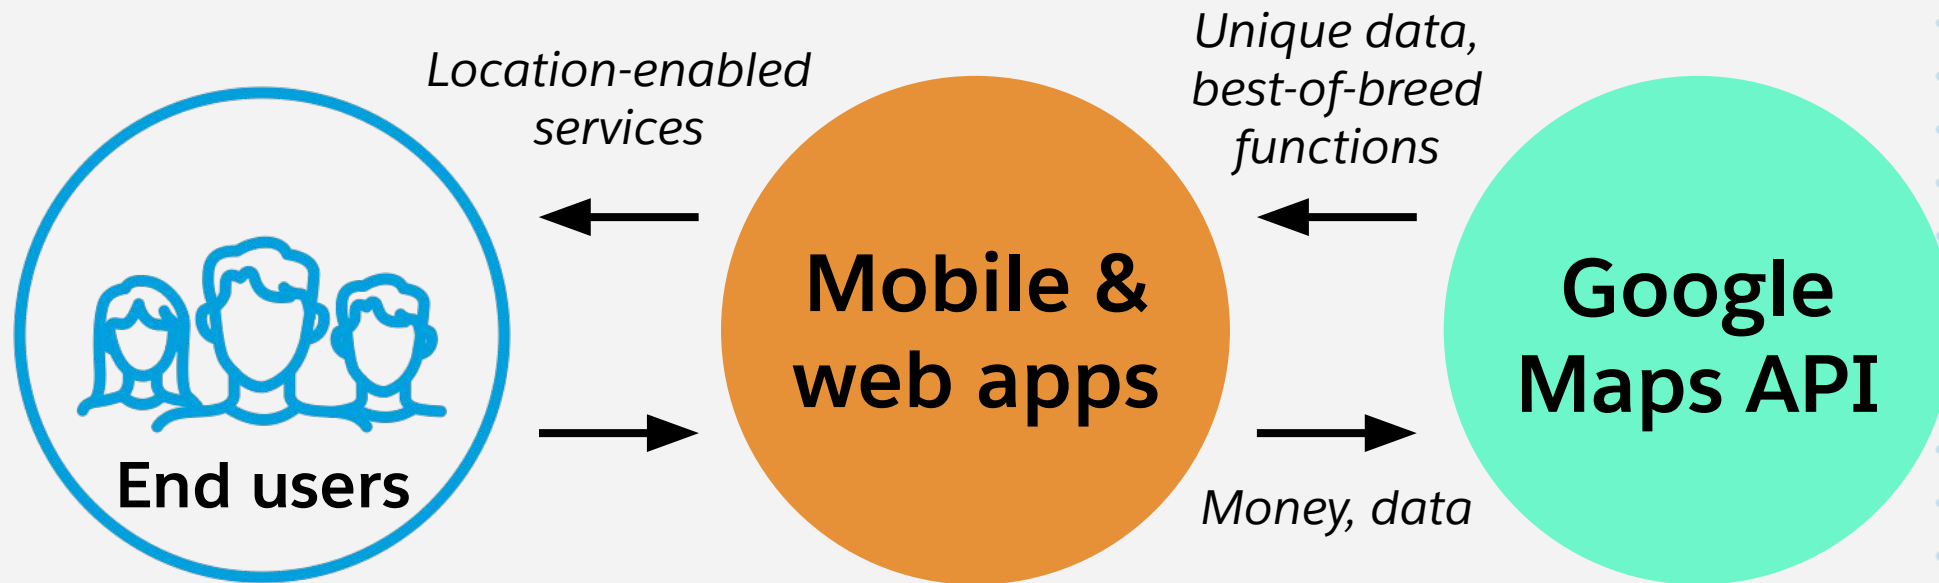 Location-enabled
services
Unique data,
best-of-breed
functions
Mobile &
web apps
Google
Maps API
End users
Money, data